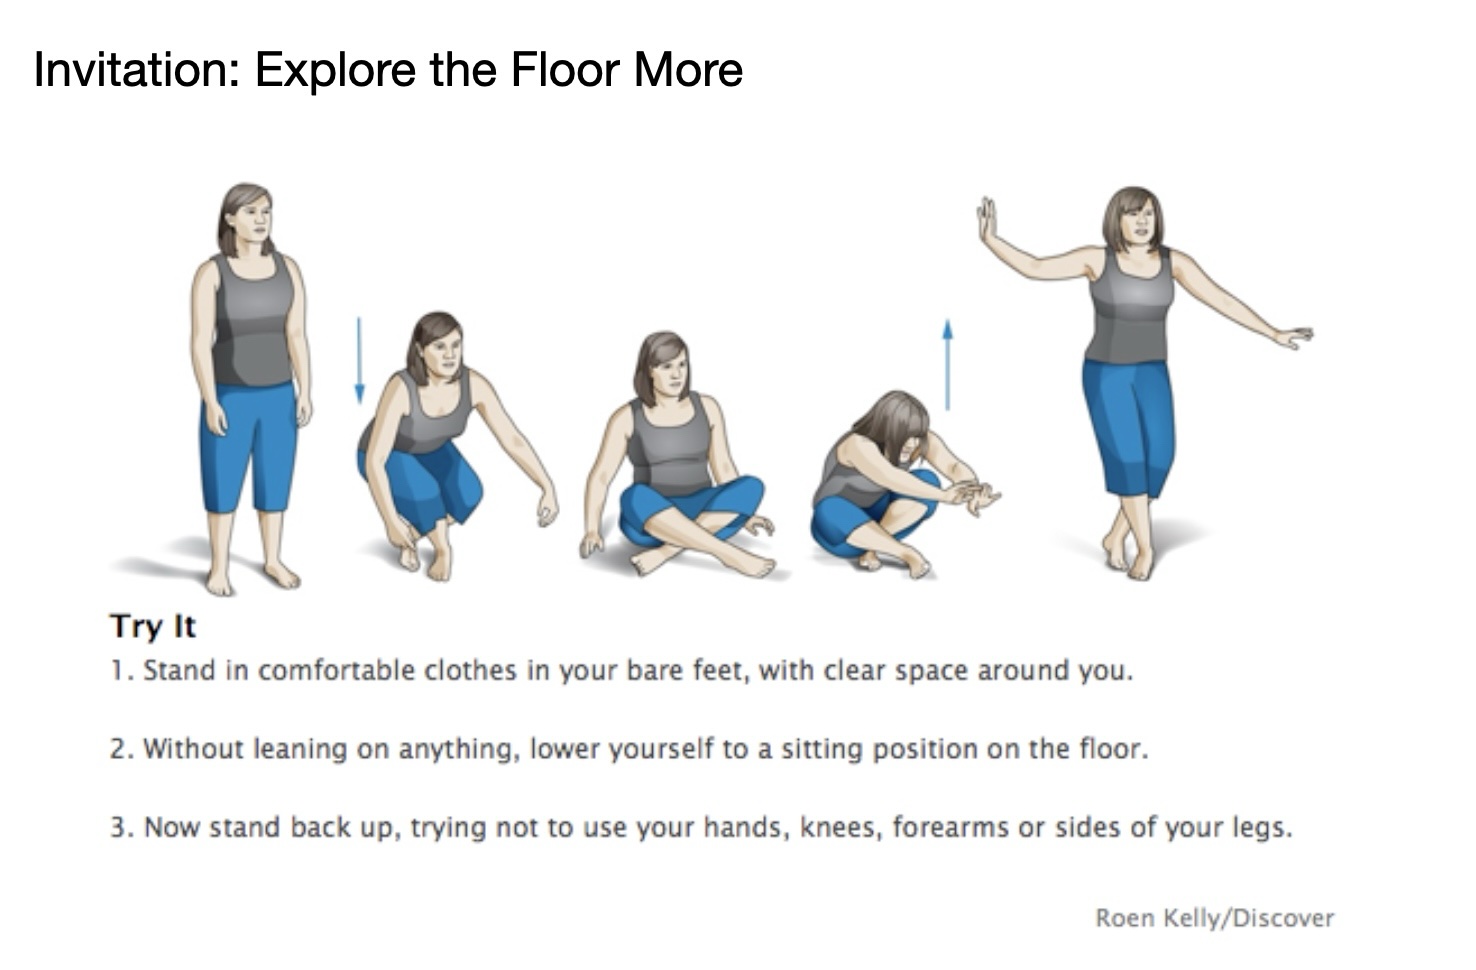 Invitation: Explore the Floor More
Try It
1. Stand in comfortable clothes in your bare feet, with clear space around you.
2. Without leaning on anything, lower yourself to a sitting position on the floor.
3. Now stand back up, trying not to use your hands, knees, forearms or sides of your legs.
Roen Kelly/Discover